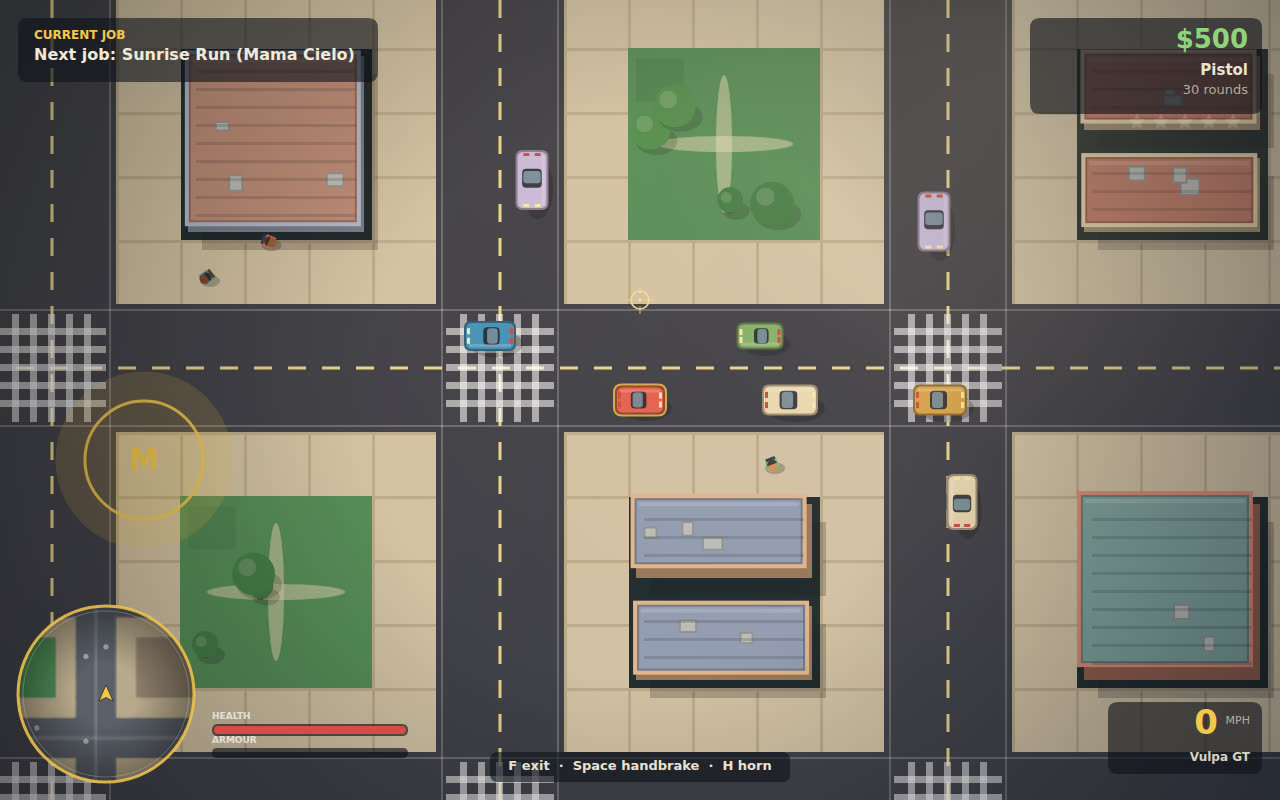 CURRENT JOB
Next job: Sunrise Run (Mama Cielo)
$500
Pistol
30 rounds
M
HEALTH
ARMOUR
0 MPH
Vulpa GT
F exit · Space handbrake · H horn